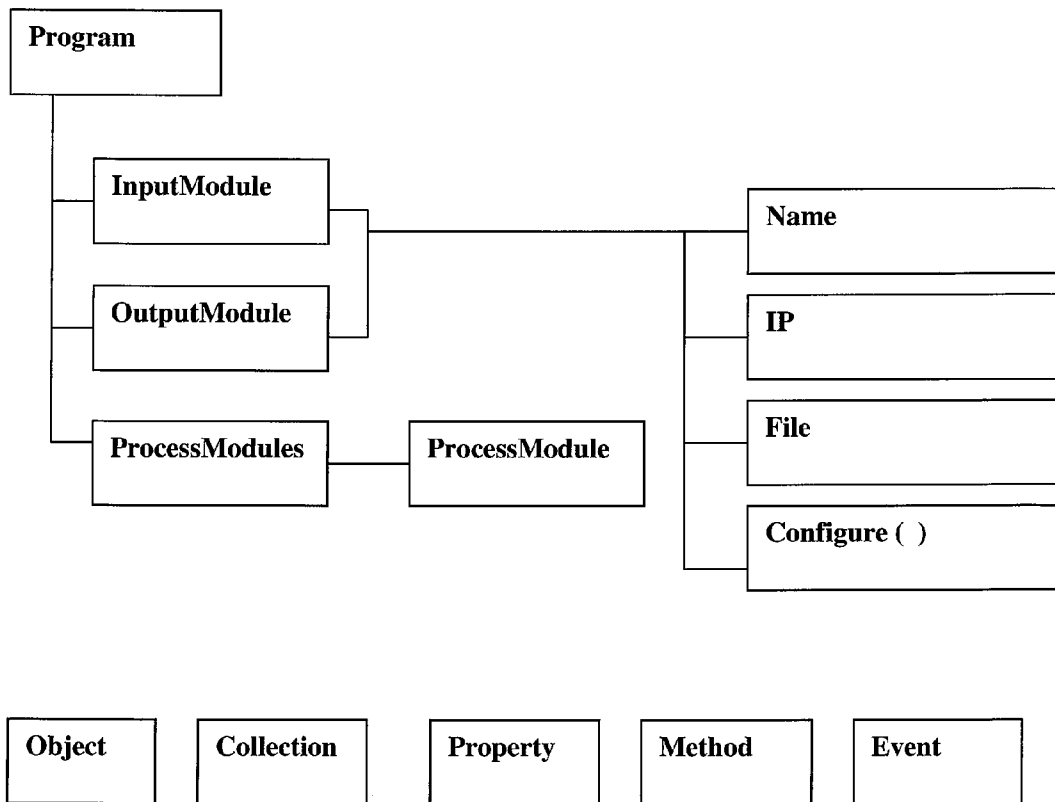 Program
InputModule
Name
OutputModule
IP
ProcessModules
ProcessModule
File
Configure ( )
Object
Collection
Property
Method
Event